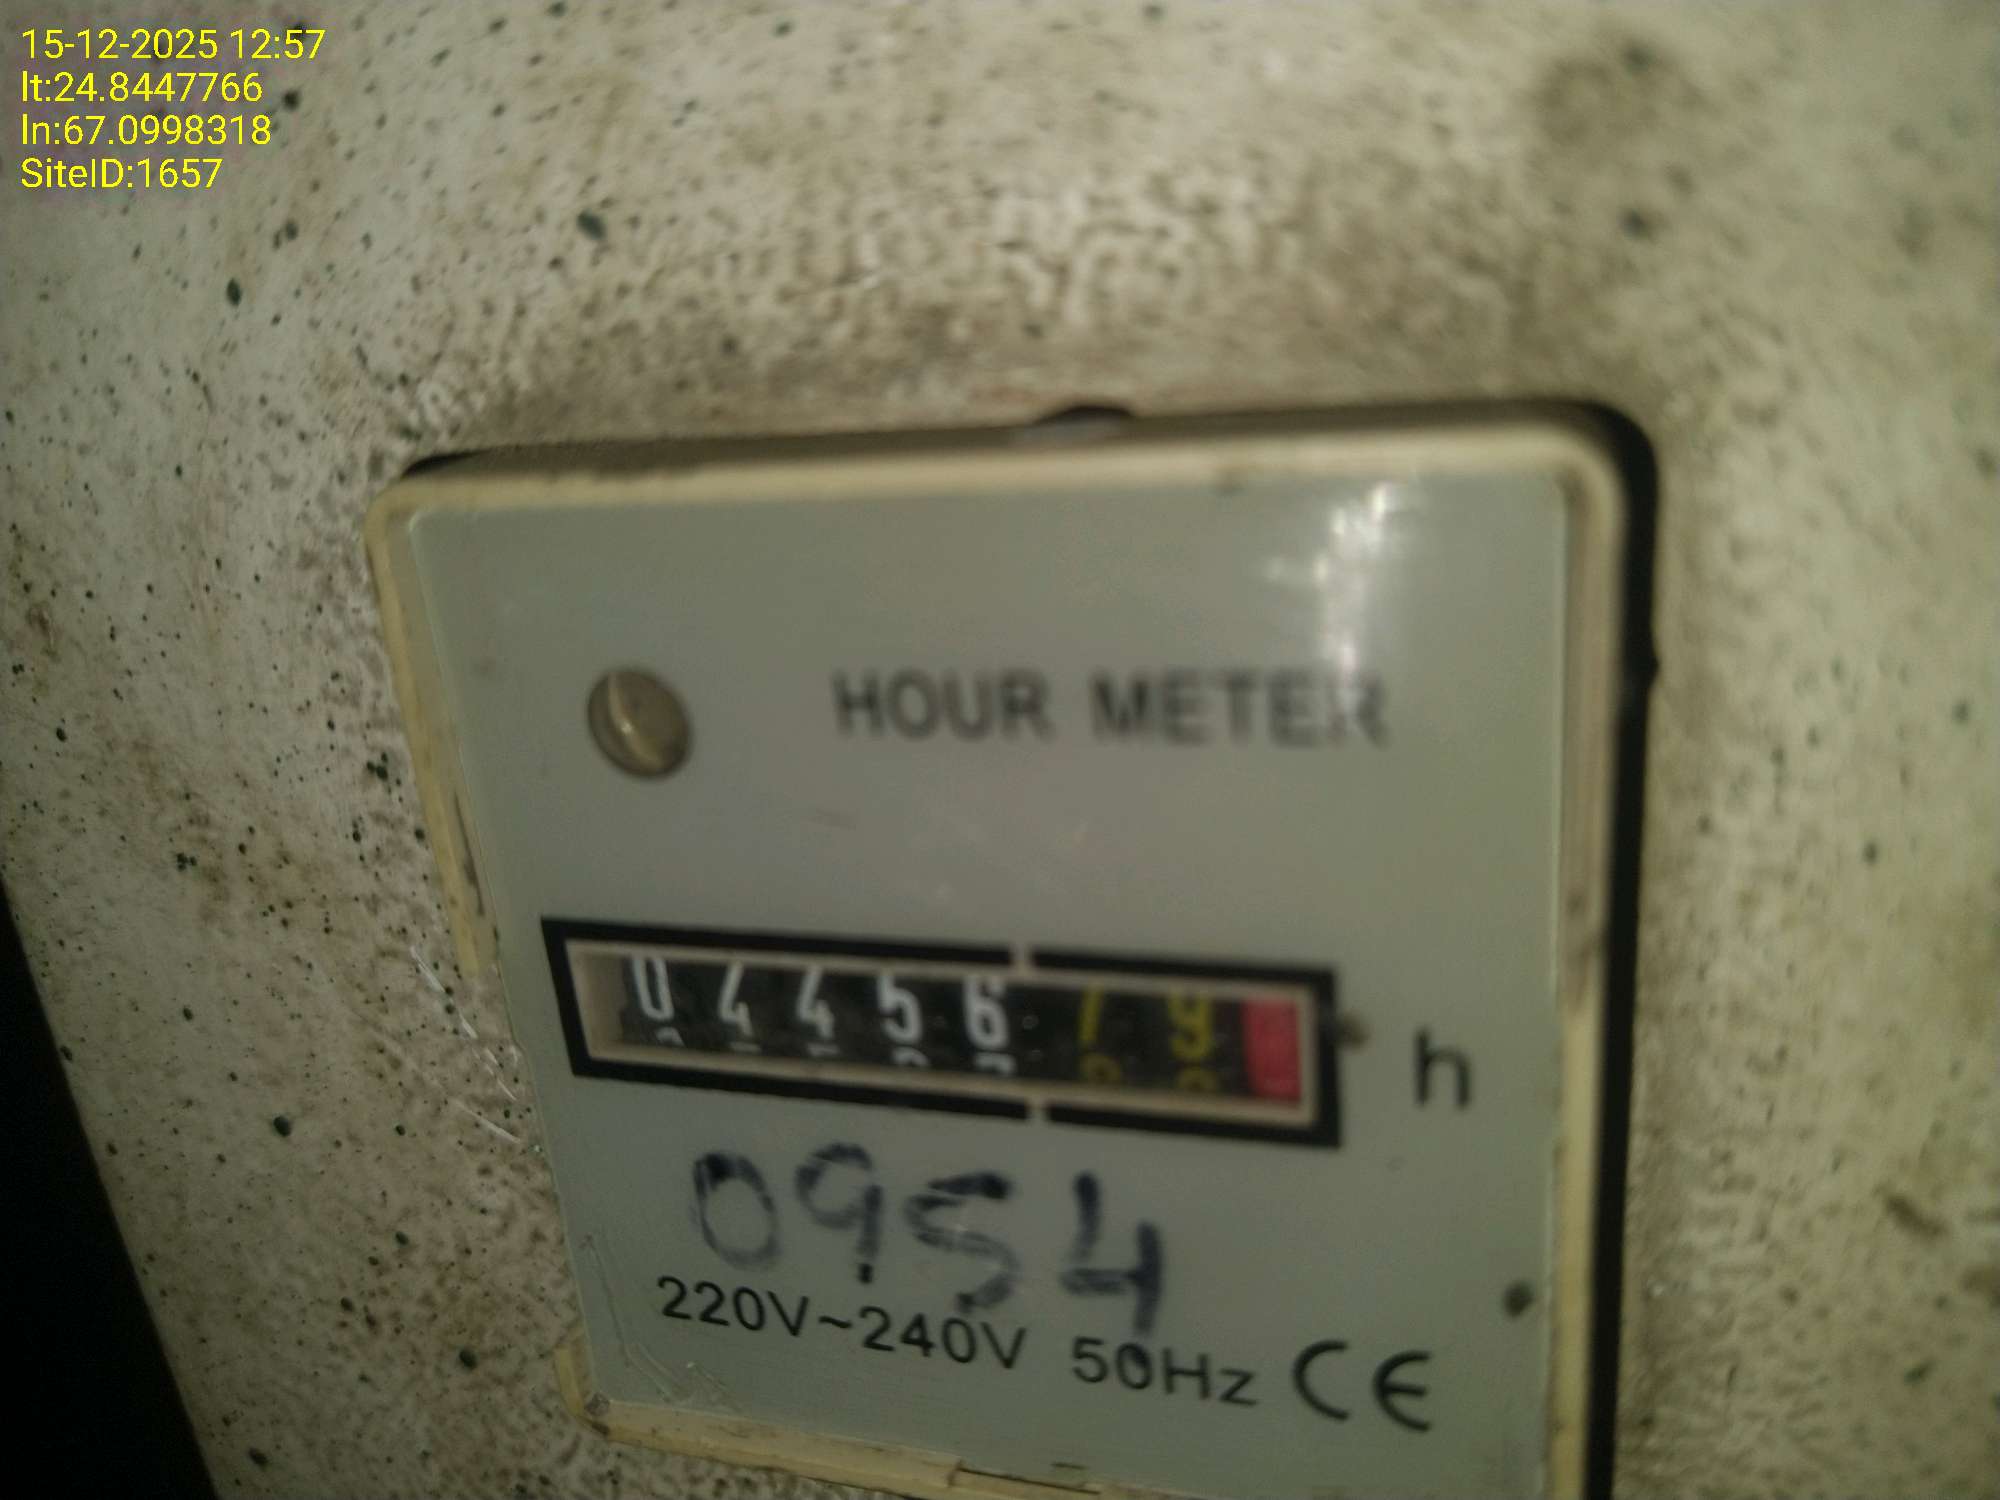 15-12-2025 12:57
lt:24.8447766
ln:67.0998318
SiteID:1657
HOUR METER
0 4 4 5 6 1 9 h
0954
220V~240V 50Hz CE